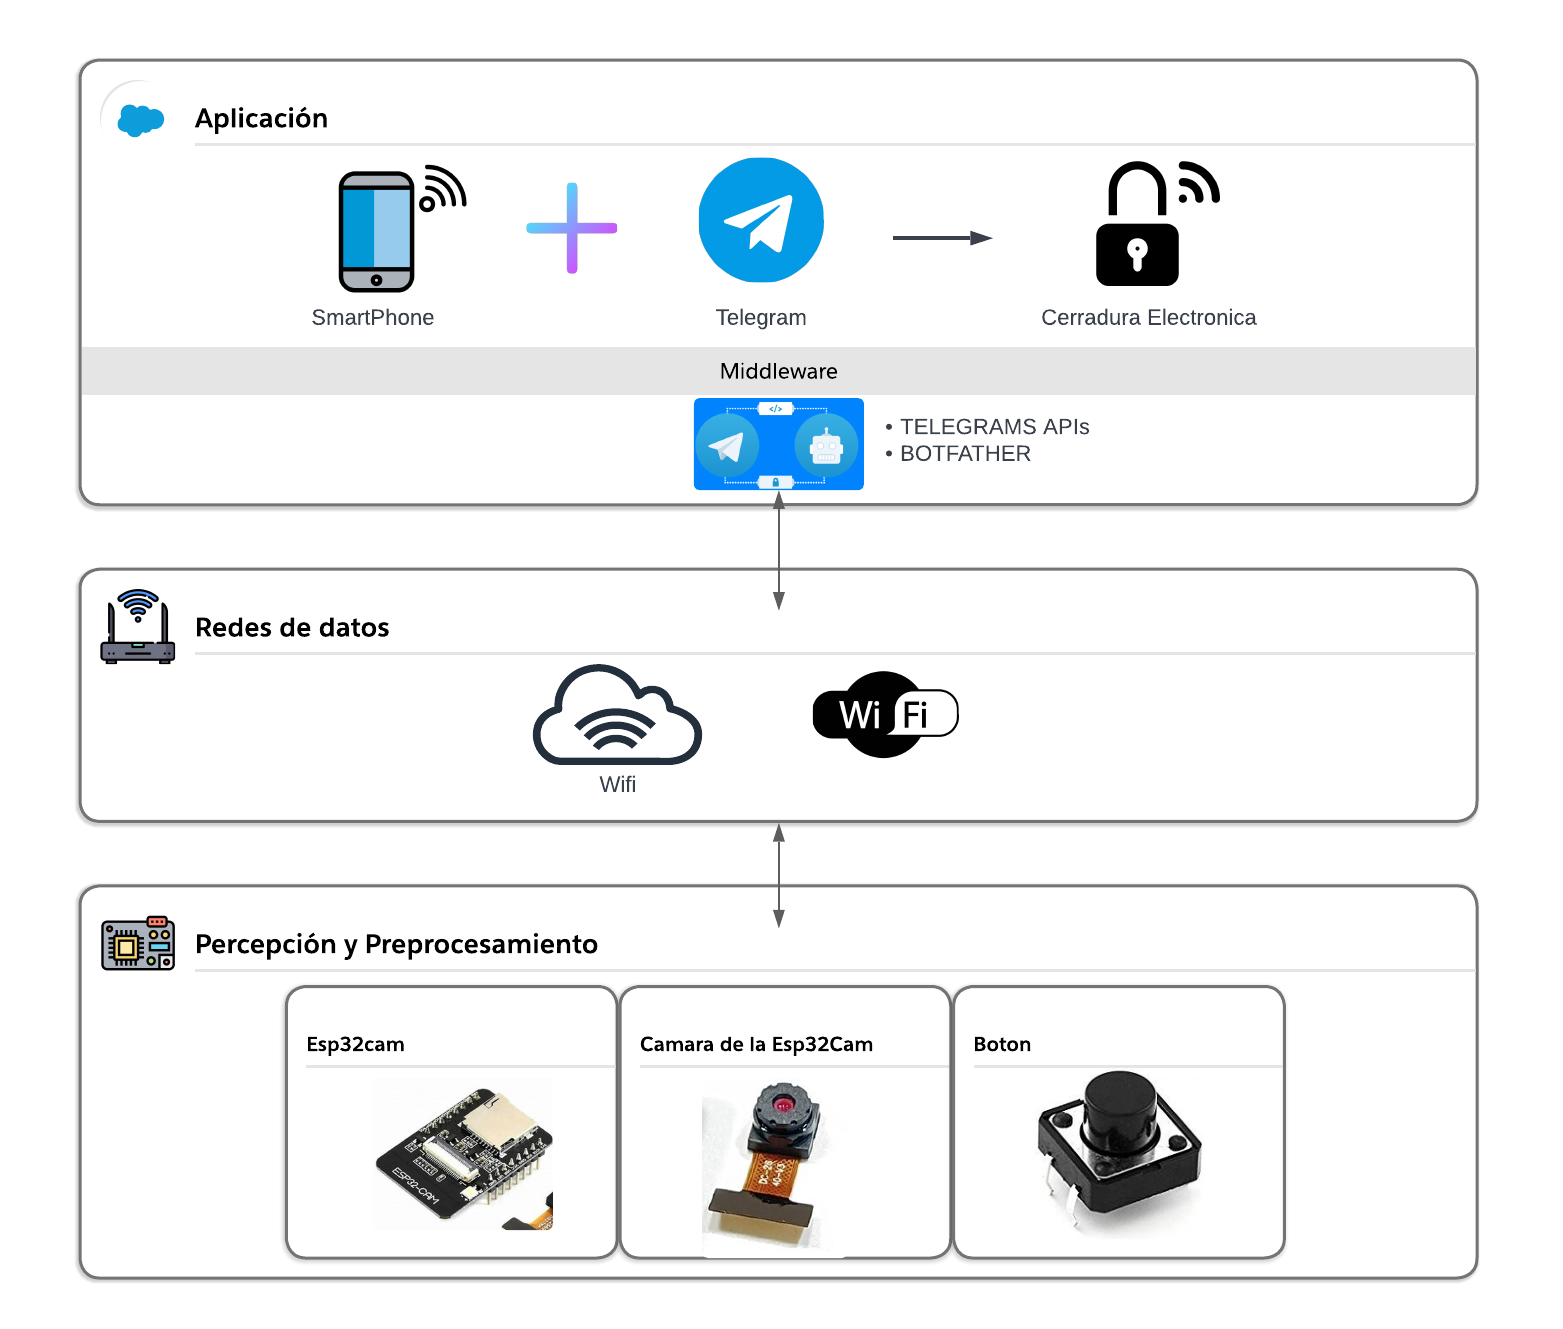 Aplicación
SmartPhone
Telegram
Cerradura Electronica
Middleware
</>
• TELEGRAMS APIs
• BOTFATHER
Redes de datos
Wifi
Wi Fi
Percepción y Preprocesamiento
Esp32cam
Camara de la Esp32Cam
Boton
ESP32-CAM